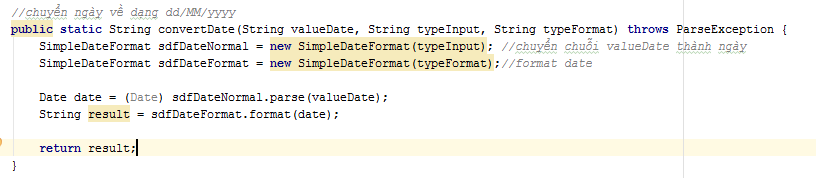 //chuyển ngày về dang dd/MM/yyyy
public static String convertDate(String valueDate, String typeInput, String typeFormat) throws ParseException {
    SimpleDateFormat sdfDateNormal = new SimpleDateFormat(typeInput); //chuyển chuỗi valueDate thành ngày
    SimpleDateFormat sdfDateFormat = new SimpleDateFormat(typeFormat);//format date

    Date date = (Date) sdfDateNormal.parse(valueDate);
    String result = sdfDateFormat.format(date);

    return result;
}